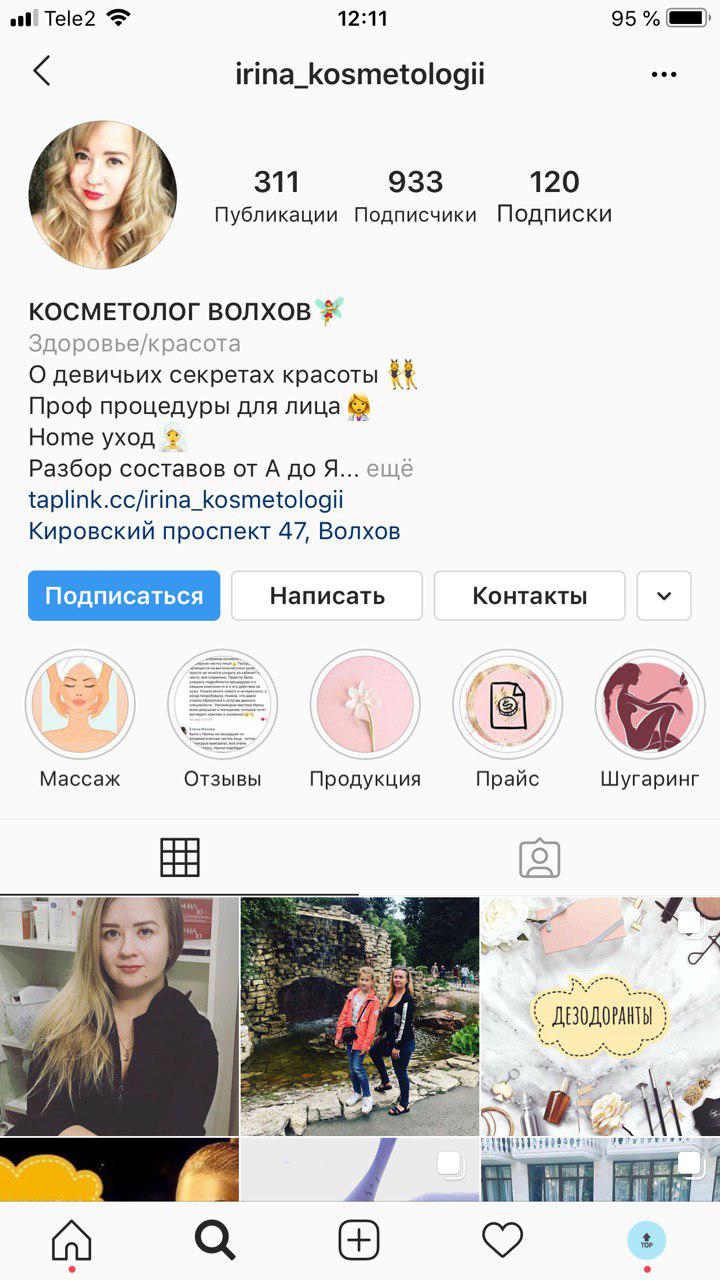 Tele2
12:11
95 %
irina_kosmetologii
311
933
120
Публикации
Подписчики
Подписки
КОСМЕТОЛОГ ВОЛХОВ
Здоровье/красота
О девичьих секретах красоты
Проф процедуры для лица
Home уход
Разбор составов от А до Я... ещё
taplink.cc/irina_kosmetologii
Кировский проспект 47, Волхов
Подписаться
Написать
Контакты
Массаж
Отзывы
Продукция
Прайс
Шугаринг
ДЕЗОДОРАНТЫ
TOP